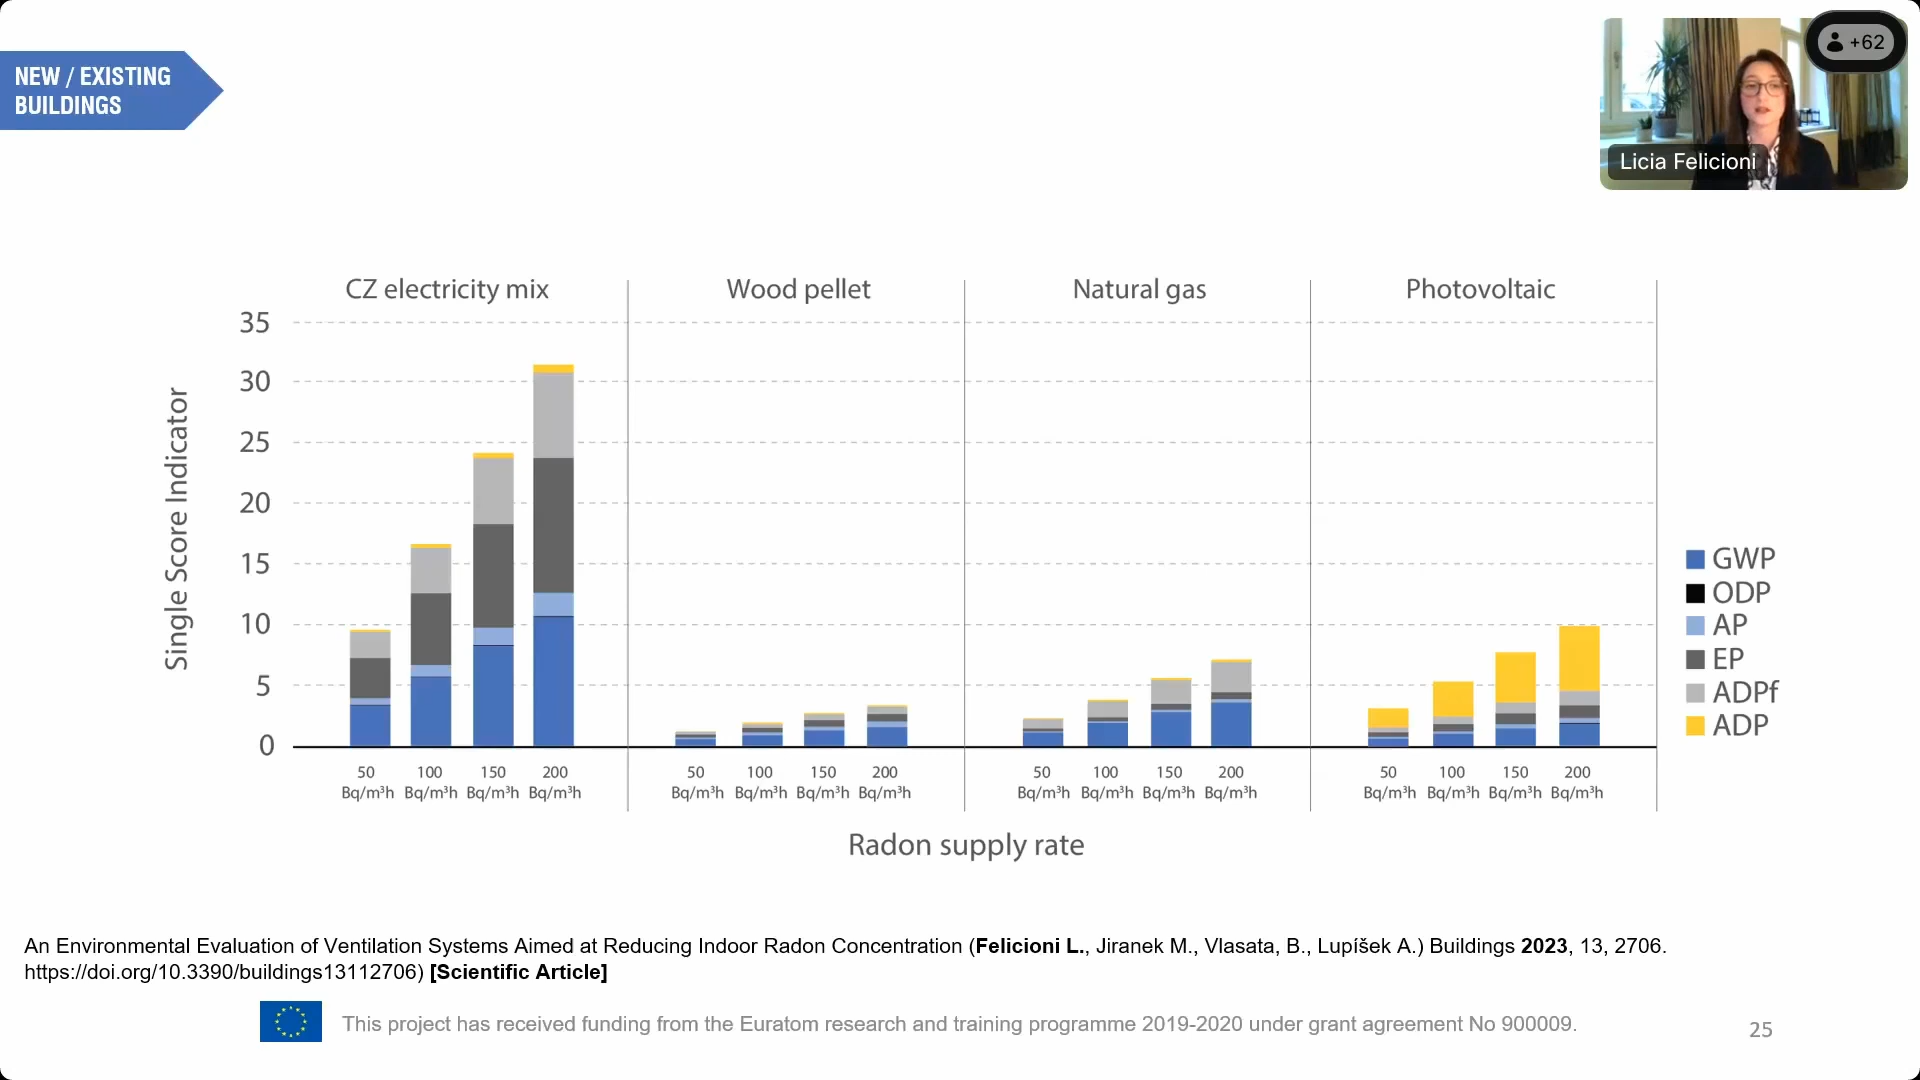 NEW / EXISTING
BUILDINGS
+62
Licia Felicioni
CZ electricity mix
Wood pellet
Natural gas
Photovoltaic
Single Score Indicator
35
30
25
20
15
10
5
0
50 100 150 200
Bq/m³h Bq/m³h Bq/m³h Bq/m³h
50 100 150 200
Bq/m³h Bq/m³h Bq/m³h Bq/m³h
50 100 150 200
Bq/m³h Bq/m³h Bq/m³h Bq/m³h
50 100 150 200
Bq/m³h Bq/m³h Bq/m³h Bq/m³h
Radon supply rate
GWP
ODP
AP
EP
ADPf
ADP
An Environmental Evaluation of Ventilation Systems Aimed at Reducing Indoor Radon Concentration (Felicioni L., Jiranek M., Vlasata, B., Lupíšek A.) Buildings 2023, 13, 2706.
https://doi.org/10.3390/buildings13112706) [Scientific Article]
This project has received funding from the Euratom research and training programme 2019-2020 under grant agreement No 900009.
25